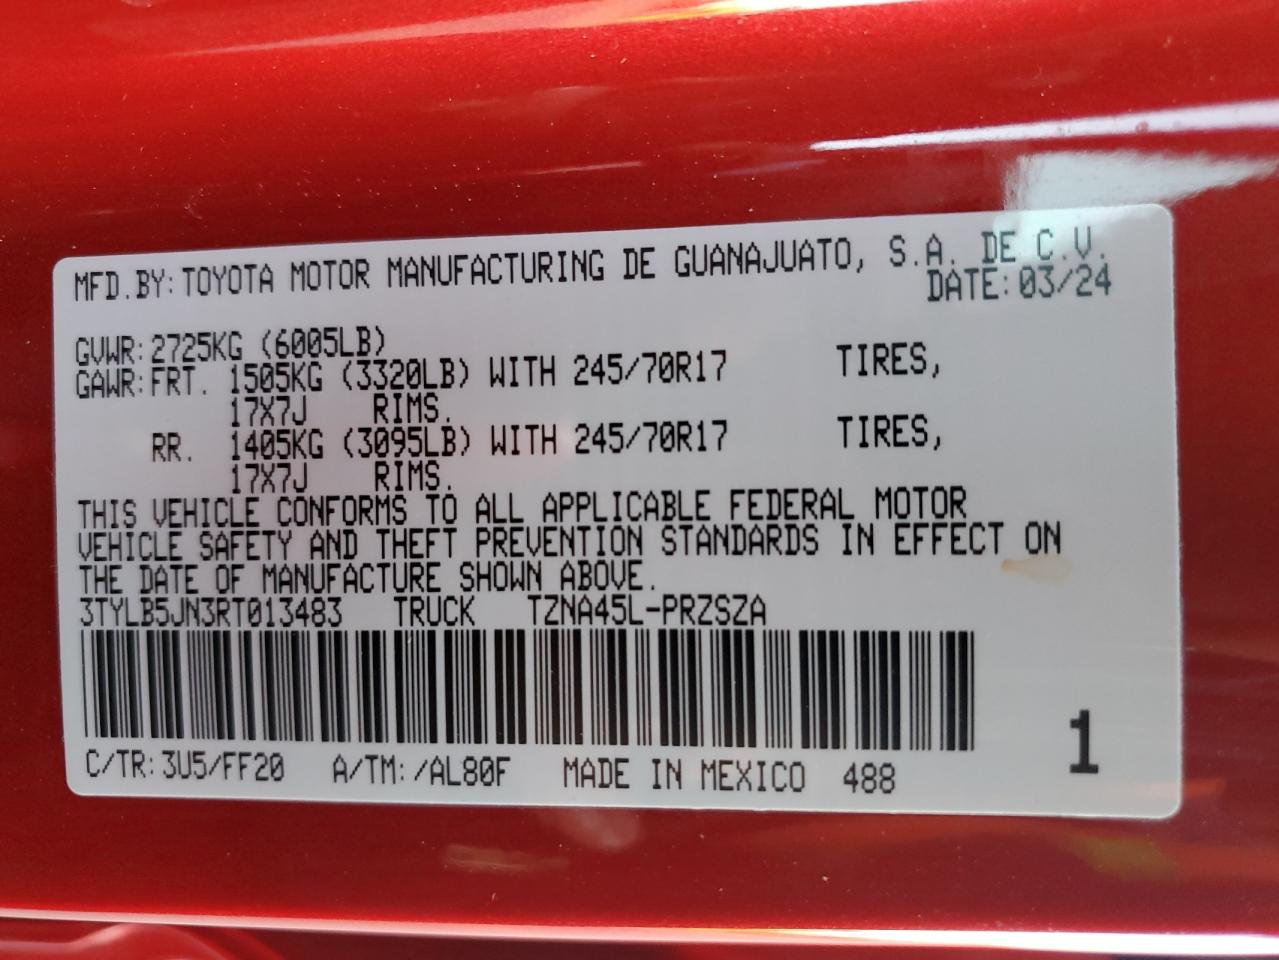 MFD.BY: TOYOTA MOTOR MANUFACTURING DE GUANAJUATO, S.A. DE C.V.
DATE: 03/24
GVWR: 2725KG (6005LB)
GAWR: FRT. 1505KG (3320LB) WITH 245/70R17 TIRES,
17X7J RIMS.
RR. 1405KG (3095LB) WITH 245/70R17 TIRES,
17X7J RIMS.
THIS VEHICLE CONFORMS TO ALL APPLICABLE FEDERAL MOTOR
VEHICLE SAFETY AND THEFT PREVENTION STANDARDS IN EFFECT ON
THE DATE OF MANUFACTURE SHOWN ABOVE.
3TYLB5JN3RT013483 TRUCK TZNA45L-PRZSZA
1
C/TR: 3U5/FF20 A/TM: /AL80F MADE IN MEXICO 488